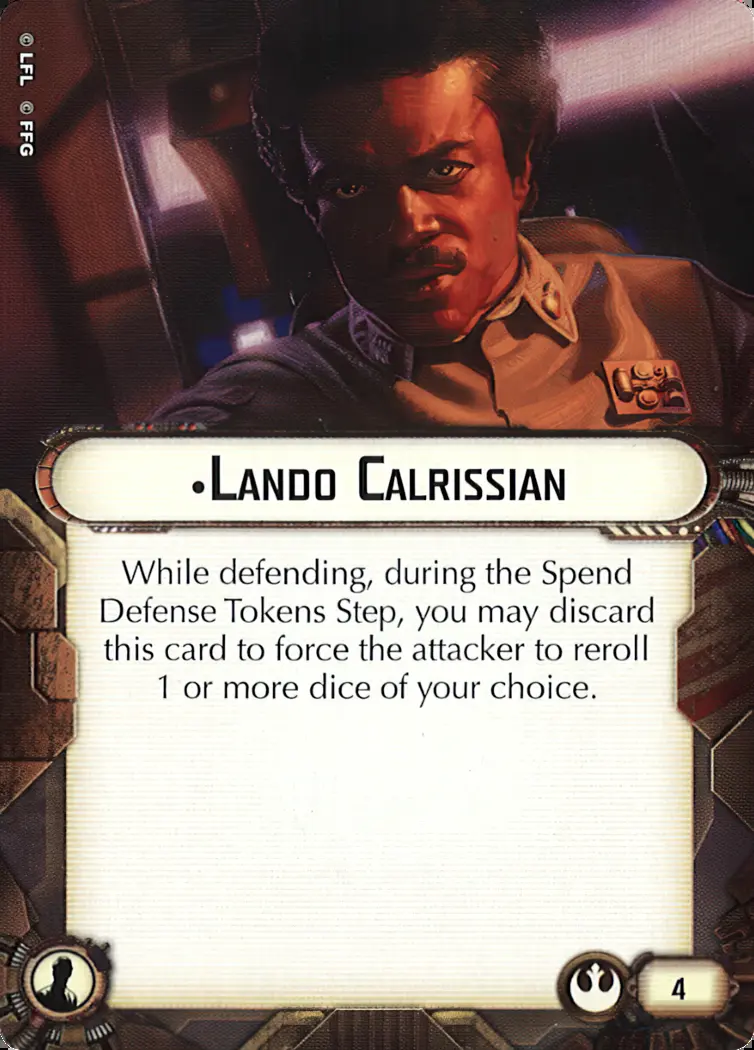 © LFL © FFG
•Lando Calrissian
While defending, during the Spend
Defense Tokens Step, you may discard
this card to force the attacker to reroll
1 or more dice of your choice.
4